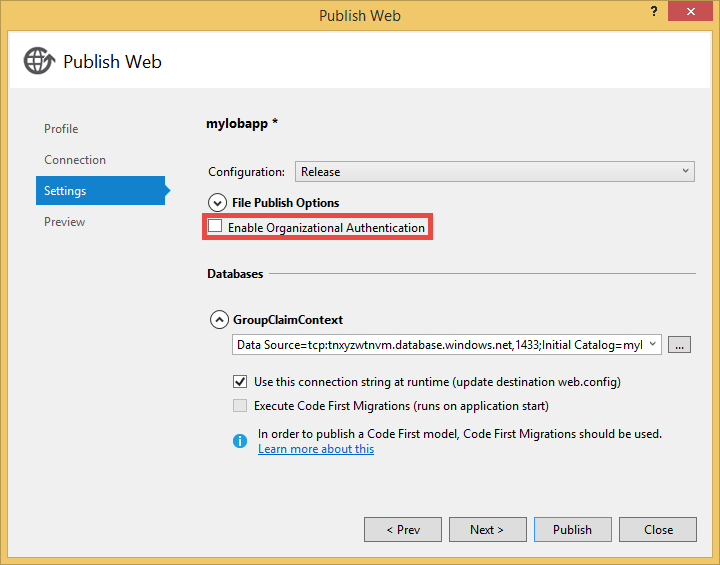 Publish Web
?
Publish Web
Profile
Connection
Settings
Preview
mylobapp *
Configuration:
Release
File Publish Options
Enable Organizational Authentication
Databases
GroupClaimContext
Data Source=tcp:tnxyzwtnvm.database.windows.net,1433;Initial Catalog=myl
...
Use this connection string at runtime (update destination web.config)
Execute Code First Migrations (runs on application start)
In order to publish a Code First model, Code First Migrations should be used.
Learn more about this
< Prev
Next >
Publish
Close